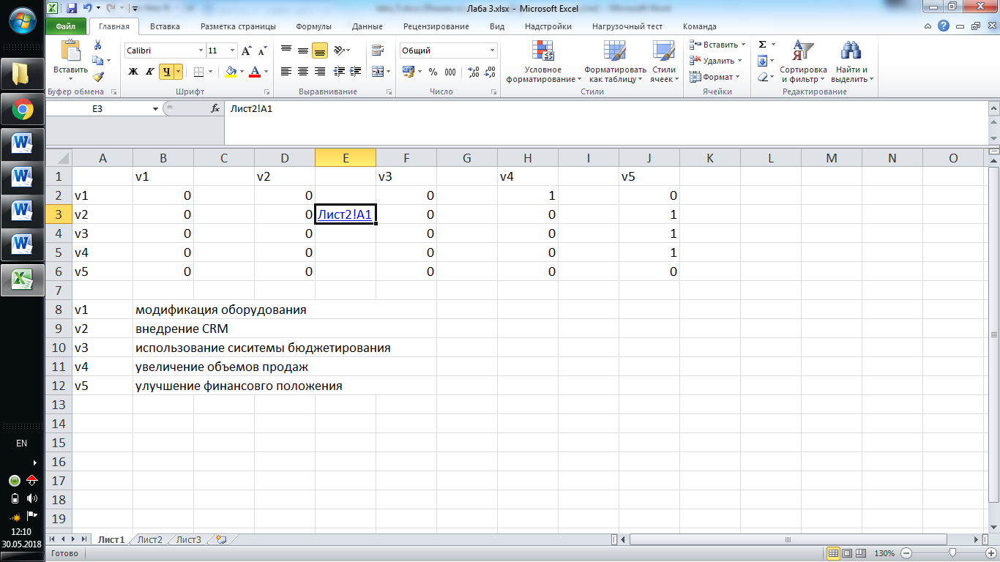 Лаба 3.xlsx - Microsoft Excel
Файл Главная Вставка Разметка страницы Формулы Данные Рецензирование Вид Надстройки Нагрузочный тест Команда
Вставить
Calibri 11
Ж К Ч
Общий
% 000
Условное форматирование
Форматировать как таблицу
Стили ячеек
Вставить
Удалить
Формат
Сортировка и фильтр
Найти и выделить
Буфер обмена Шрифт Выравнивание Число Стили Ячейки Редактирование
E3 fx Лист2!A1
A B C D E F G H I J K L M N O
1 v1 v2 v3 v4 v5
2 v1 0 0 0 1 0
3 v2 0 0 Лист2!A1 0 0 1
4 v3 0 0 0 0 1
5 v4 0 0 0 0 1
6 v5 0 0 0 0 0
7
8 v1 модификация оборудования
9 v2 внедрение CRM
10 v3 использование сиситемы бюджетирования
11 v4 увеличение объемов продаж
12 v5 улучшение финансовго положения
13
14
15
16
17
18
19
Лист1 Лист2 Лист3
Готово 130%
EN
12:10
30.05.2018